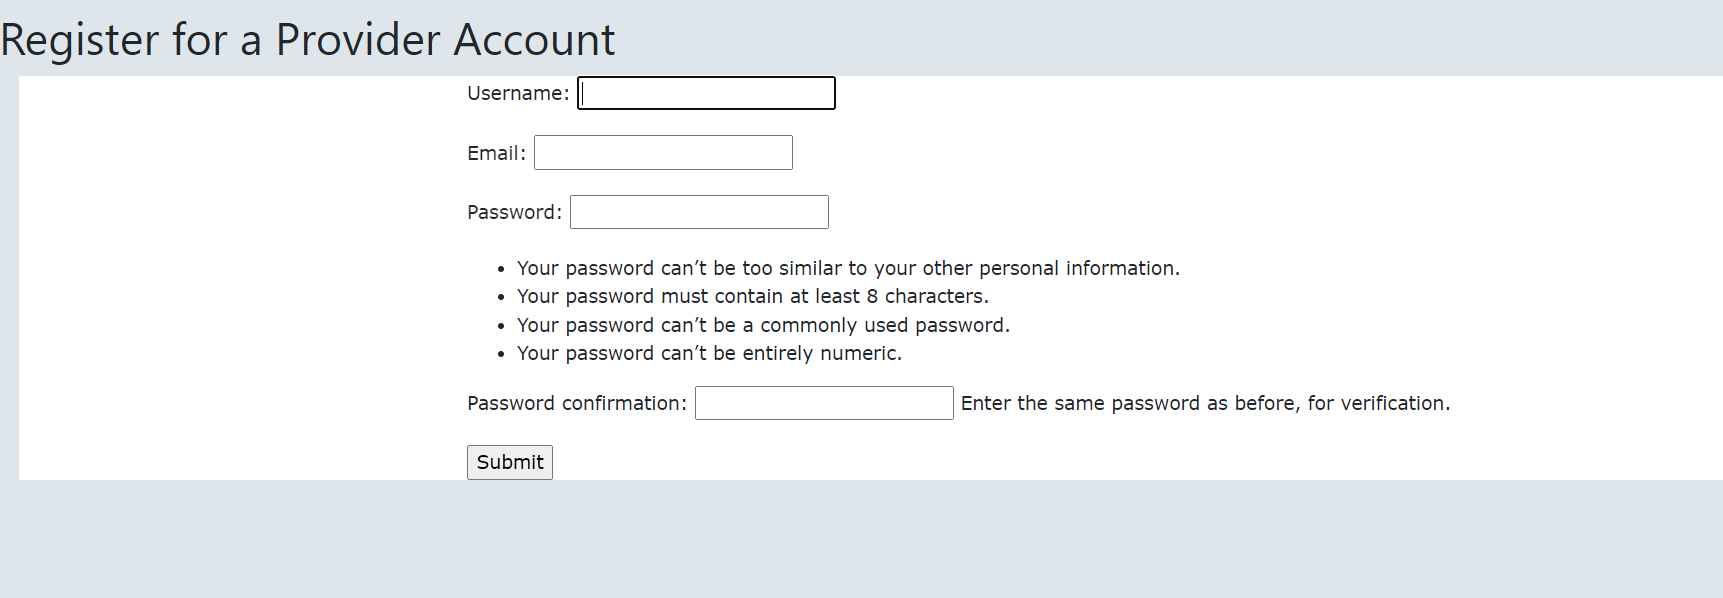 Register for a Provider Account
Username:
Email:
Password:
• Your password can’t be too similar to your other personal information.
• Your password must contain at least 8 characters.
• Your password can’t be a commonly used password.
• Your password can’t be entirely numeric.
Password confirmation: Enter the same password as before, for verification.
Submit